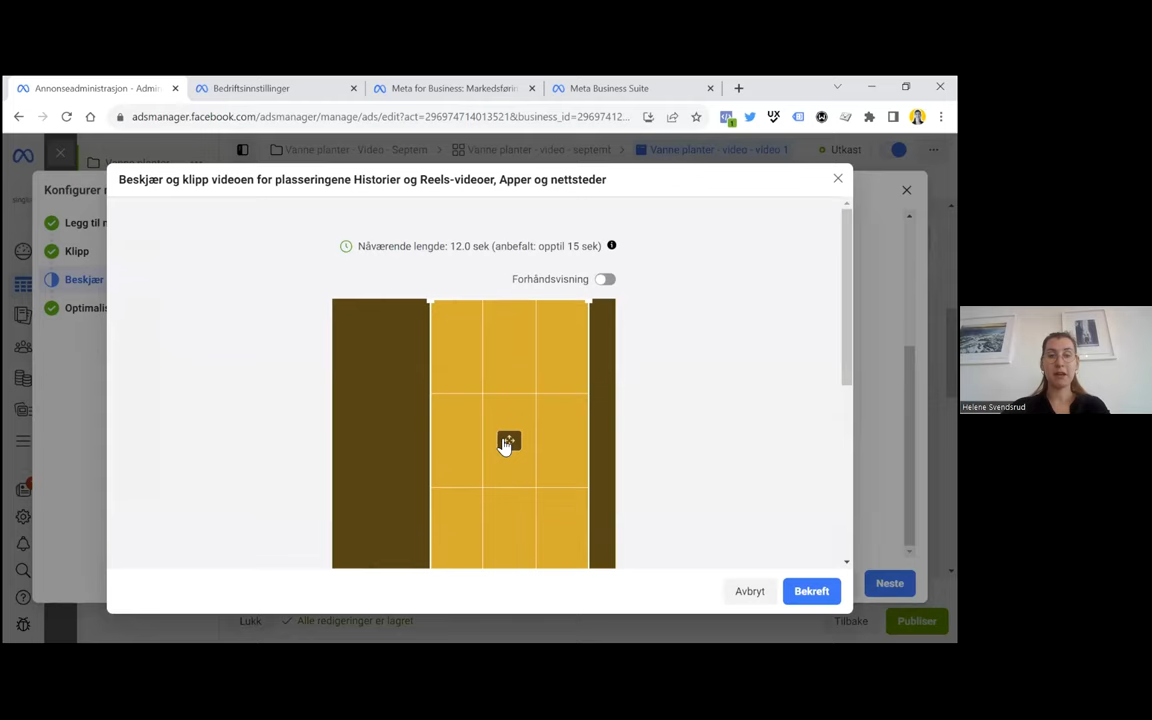 Annonseadministrasjon - Admin
Bedriftsinnstillinger
Meta for Business: Markedsførin
Meta Business Suite
adsmanager.facebook.com/adsmanager/manage/ads/edit?act=296974714013521&business_id=29697412...
Vanne planter - Video - Septem
Vanne planter - video - septemt
Vanne planter - video - video 1
Utkast
Konfigurer
Beskjær og klipp videoen for plasseringene Historier og Reels-videoer, Apper og nettsteder
Legg til
Klipp
Nåværende lengde: 12.0 sek (anbefalt: opptil 15 sek)
Beskjær
Forhåndsvisning
Optimalis
Helene Svendsrud
Avbryt
Bekreft
Neste
Lukk
Alle redigeringer er lagret
Tilbake
Publiser